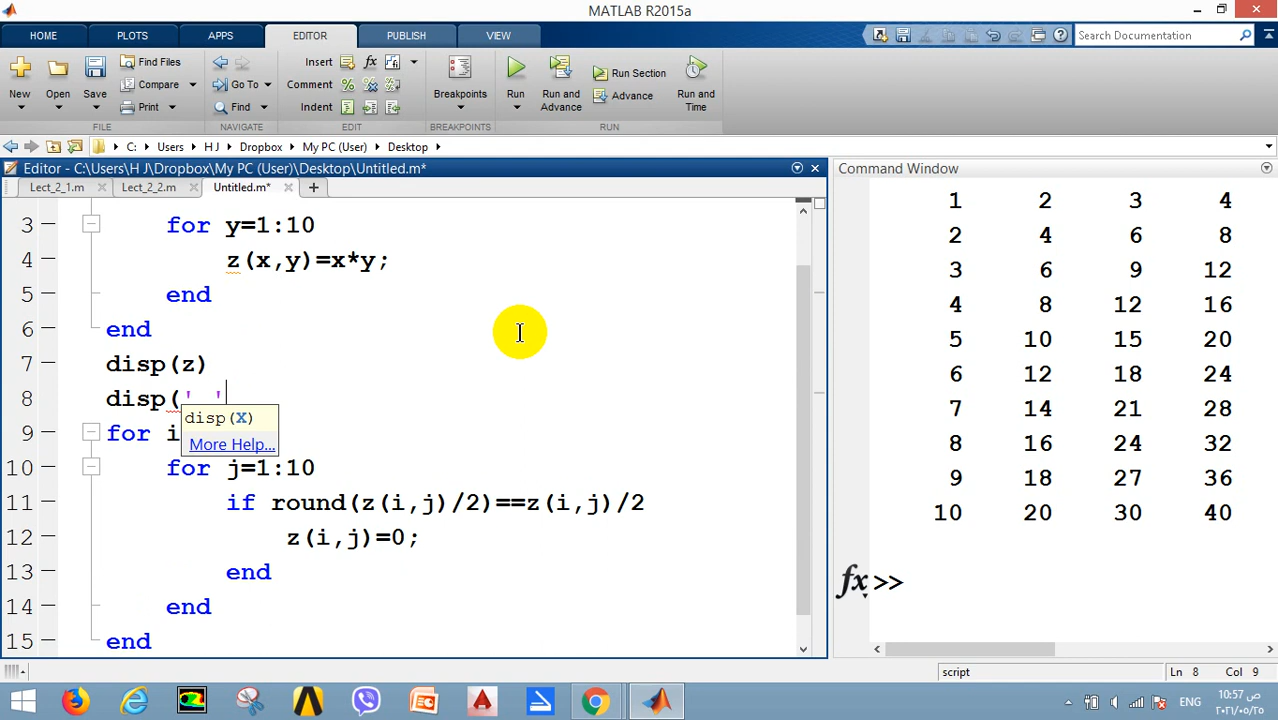 MATLAB R2015a
HOME PLOTS APPS EDITOR PUBLISH VIEW Search Documentation
New Open Save Find Files Compare Print Go To Find Insert fx Comment Indent Breakpoints Run Run and Advance Run Section Advance Run and Time
FILE NAVIGATE EDIT BREAKPOINTS RUN
C: Users H J Dropbox My PC (User) Desktop
Editor - C:\Users\H J\Dropbox\My PC (User)\Desktop\Untitled.m*
Lect_2_1.m Lect_2_2.m Untitled.m*
3 for y=1:10
4 z(x,y)=x*y;
5 end
6 end
7 disp(z)
8 disp(' '
disp(X)
More Help...
9 for i
10 for j=1:10
11 if round(z(i,j)/2)==z(i,j)/2
12 z(i,j)=0;
13 end
14 end
15 end
Command Window
1 2 3 4
2 4 6 8
3 6 9 12
4 8 12 16
5 10 15 20
6 12 18 24
7 14 21 28
8 16 24 32
9 18 27 36
10 20 30 40
fx >>
script Ln 8 Col 9
ENG
10:57 ص
٢٠٢١/٠٥/٢٥